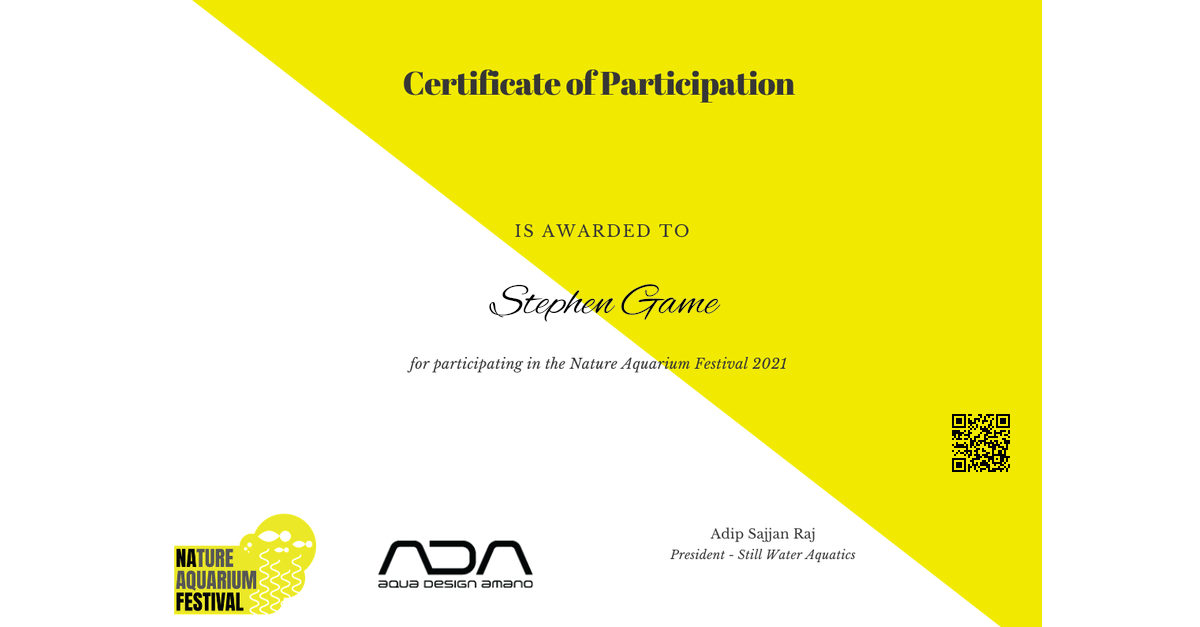 Certificate of Participation
IS AWARDED TO
Stephen Game
for participating in the Nature Aquarium Festival 2021
Adip Sajjan Raj
President - Still Water Aquatics
NATURE
AQUARIUM
FESTIVAL
ADA
AQUA DESIGN AMANO